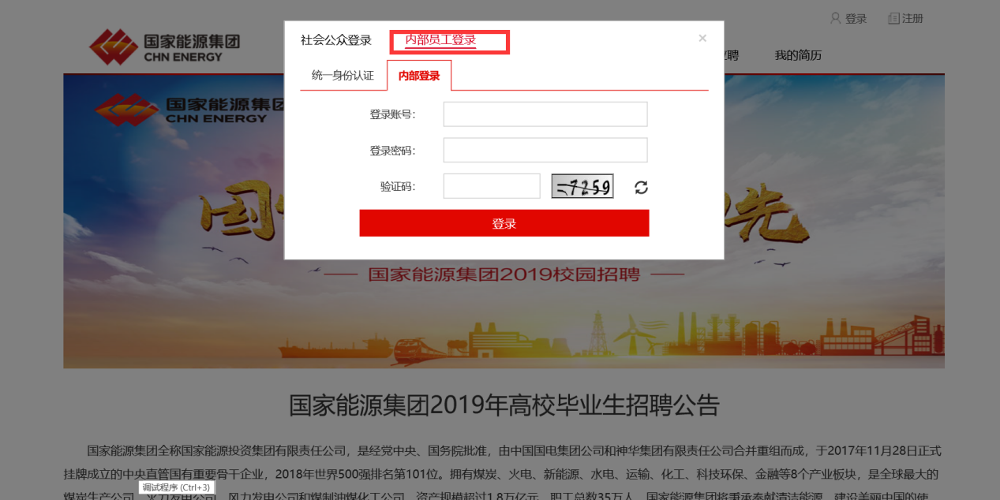 登录 注册
国家能源集团
CHN ENERGY
社会公众登录 内部员工登录 ×
聘 我的简历
统一身份认证 内部登录
国家能源集
CHN ENERGY
登录账号：
登录密码：
验证码： 7259
登录
国 先
国家能源集团2019校园招聘
国家能源集团2019年高校毕业生招聘公告
国家能源集团全称国家能源投资集团有限责任公司，是经党中央、国务院批准，由中国国电集团公司和神华集团有限责任公司合并重组而成，于2017年11月28日正式
挂牌成立的中央直管国有重要骨干企业，2018年世界500强排名第101位。拥有煤炭、火电、新能源、水电、运输、化工、科技环保、金融等8个产业板块，是全球最大的
调试程序 (Ctrl+3)
煤炭生产公司、火力发电公司、风力发电公司和煤制油煤化工公司，资产规模超过1.8万亿元，职工总数35万人。国家能源集团将秉承奉献清洁能源、建设美丽中国的使